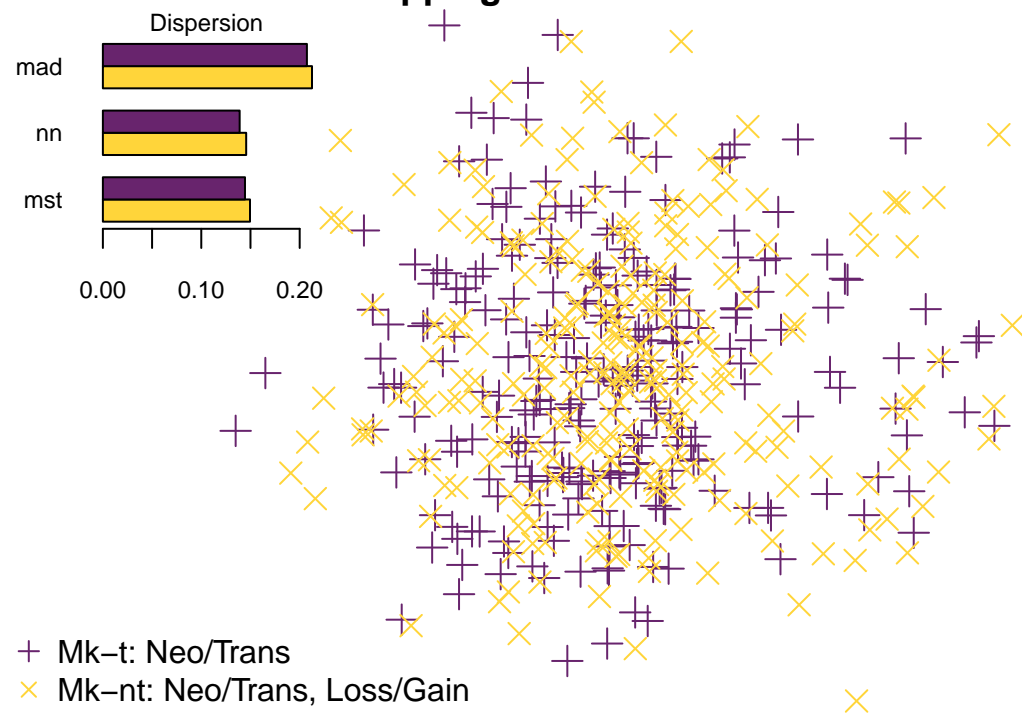 Dispersion
mad
nn
mst
0.00 0.10 0.20
Mk−t: Neo/Trans
Mk−nt: Neo/Trans, Loss/Gain